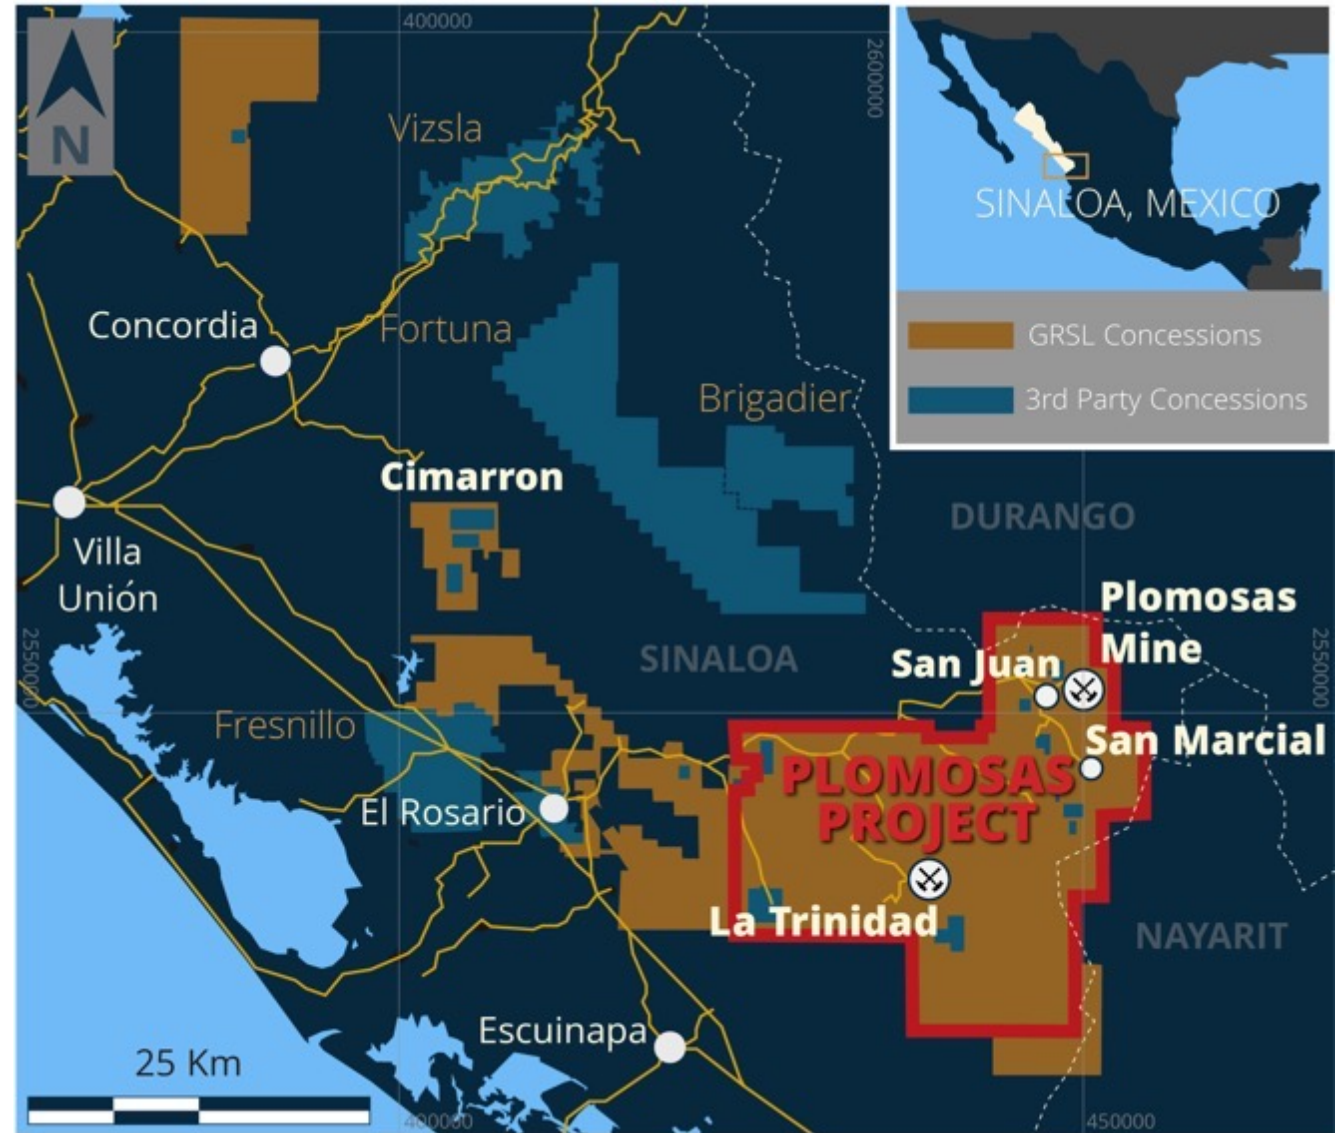 400000
2600000
N
Vizsla
SINALOA, MEXICO
GRSL Concessions
3rd Party Concessions
Concordia
Fortuna
Brigadier
Cimarron
DURANGO
Villa
Unión
Plomosas
Mine
2550000
SINALOA
San Juan
2550000
Fresnillo
San Marcial
PLOMOSAS
PROJECT
El Rosario
La Trinidad
NAYARIT
Escuinapa
25 Km
400000
450000